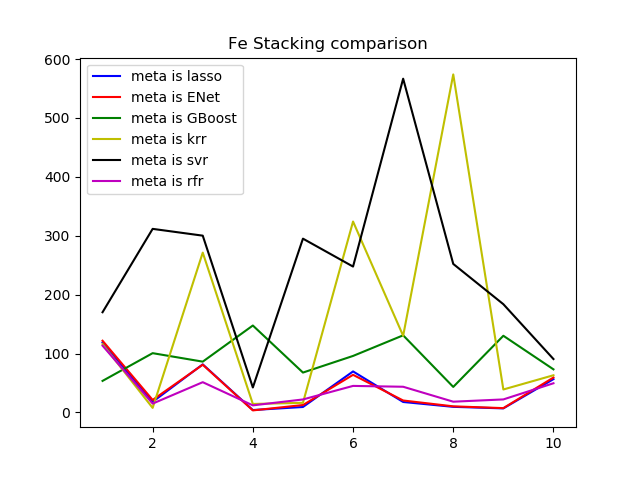 Fe Stacking comparison
600
500
400
300
200
100
0
meta is lasso
meta is ENet
meta is GBoost
meta is krr
meta is svr
meta is rfr
2 4 6 8 10